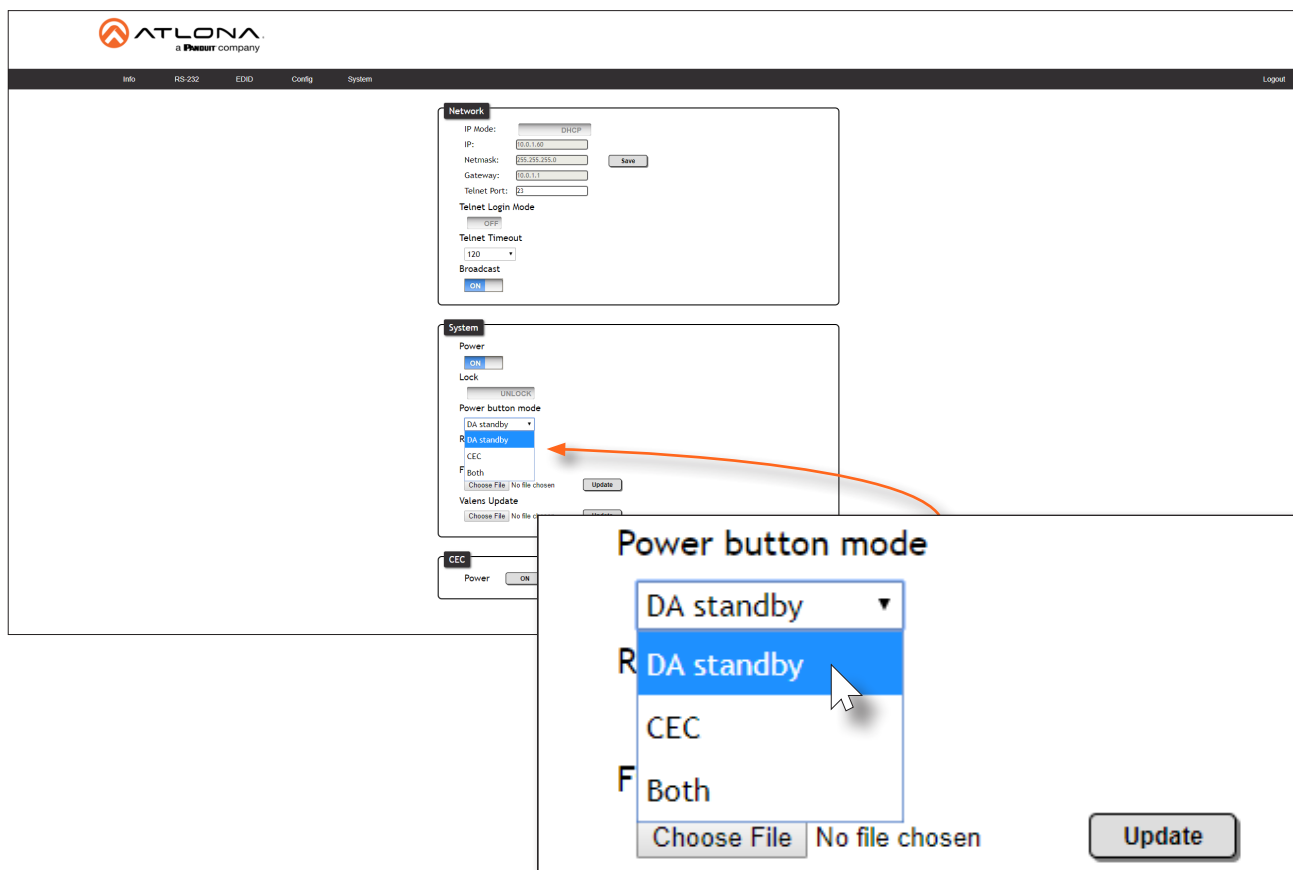 ATLONA.
a PANDUIT company
Info RS-232 EDID Config System Logout
Network
IP Mode: DHCP
IP: 10.0.1.60
Netmask: 255.255.255.0 Save
Gateway: 10.0.1.1
Telnet Port: 23
Telnet Login Mode
OFF
Telnet Timeout
120
Broadcast
ON
System
Power
ON
Lock
UNLOCK
Power button mode
DA standby
R DA standby
CEC
F Both
Choose File No file chosen Update
Valens Update
Choose File No file
CEC
Power ON
Power button mode
DA standby
R DA standby
CEC
F Both
Choose File No file chosen Update